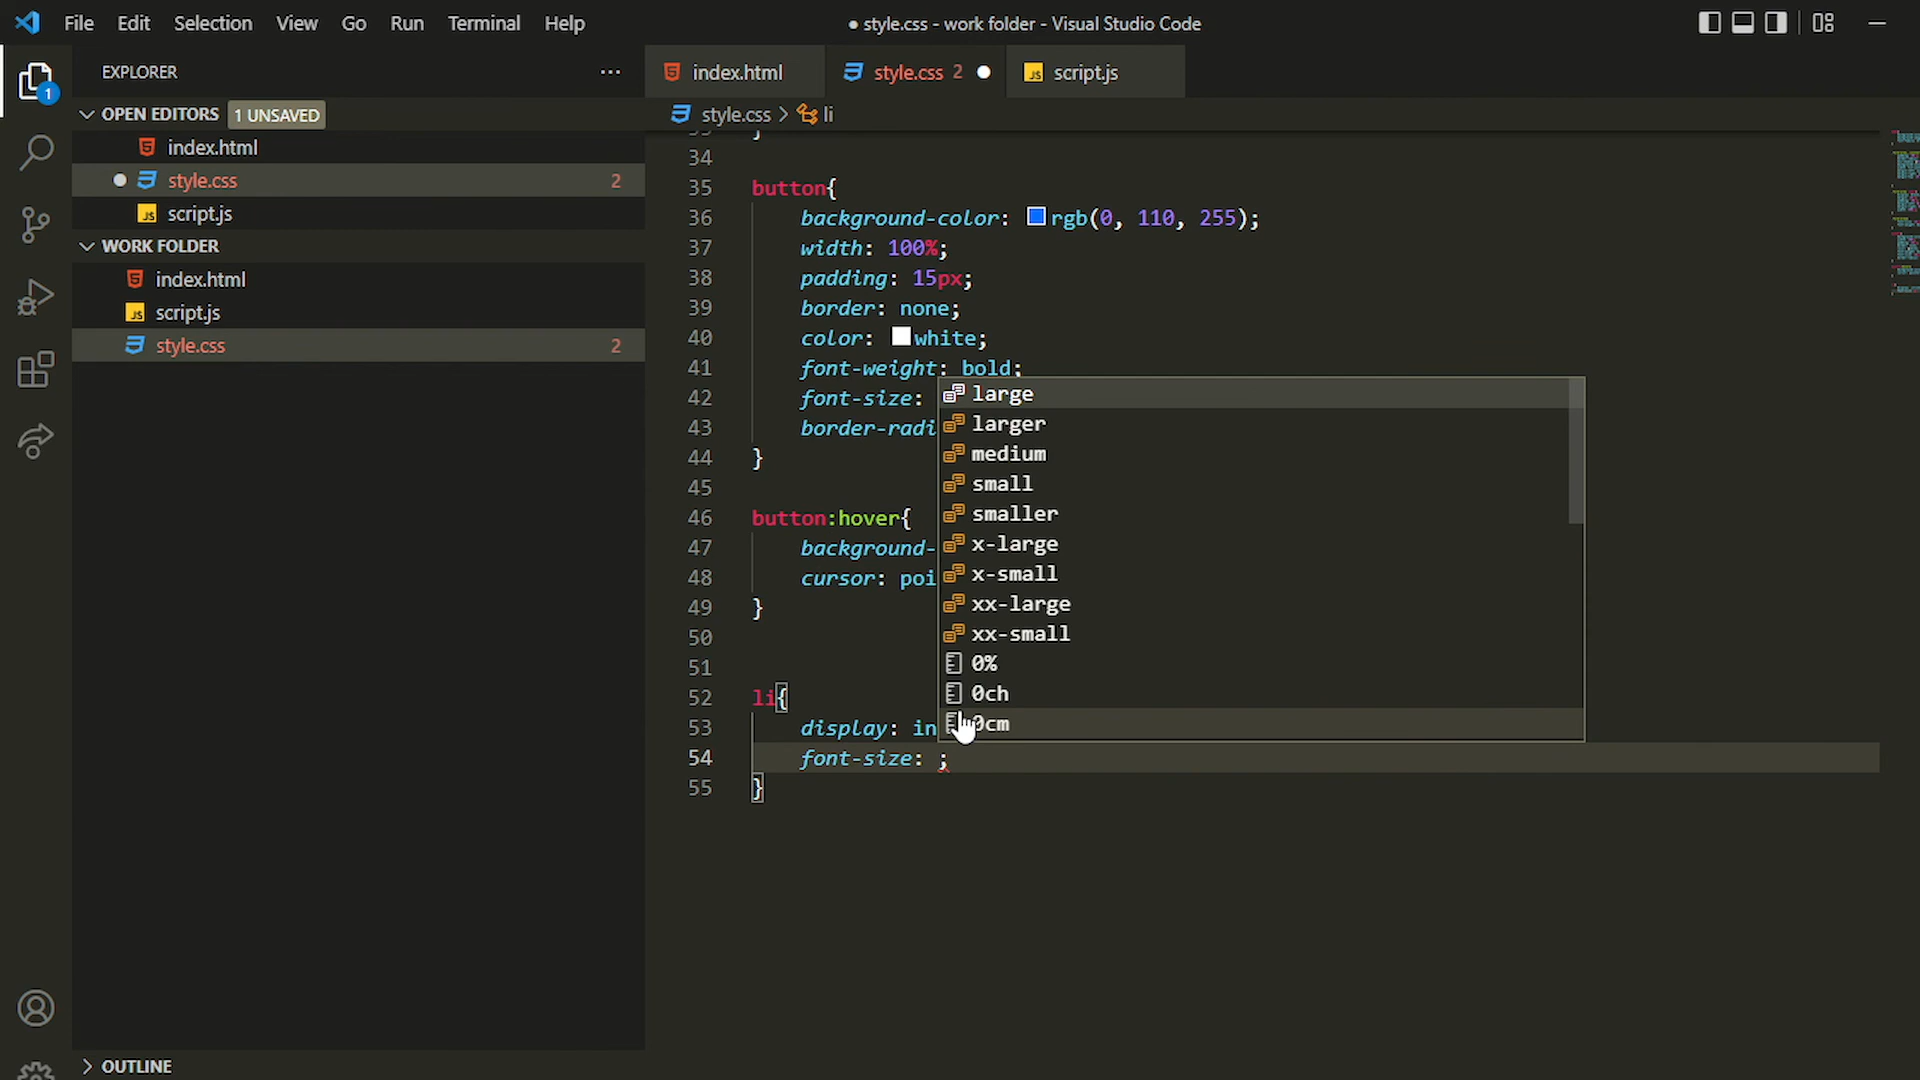 File Edit Selection View Go Run Terminal Help
● style.css - work folder - Visual Studio Code
EXPLORER ···
OPEN EDITORS 1 UNSAVED
index.html
style.css 2
script.js
WORK FOLDER
index.html
script.js
style.css 2
OUTLINE
1
index.html style.css 2 script.js
style.css > li
34
35 button{
36 background-color: rgb(0, 110, 255);
37 width: 100%;
38 padding: 15px;
39 border: none;
40 color: white;
41 font-weight: bold;
42 font-size:
43 border-radi
44 }
45
46 button:hover{
47 background-
48 cursor: poi
49 }
50
51
52 li{
53 display: in
54 font-size: ;
55 }
large
larger
medium
small
smaller
x-large
x-small
xx-large
xx-small
0%
0ch
0cm